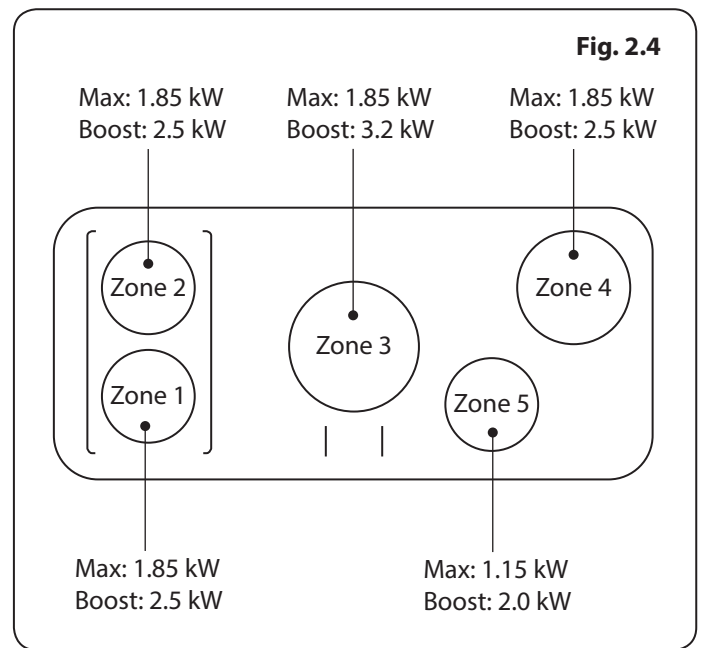 Fig. 2.4
Max: 1.85 kW
Boost: 2.5 kW
Max: 1.85 kW
Boost: 3.2 kW
Max: 1.85 kW
Boost: 2.5 kW
Zone 2
Zone 4
Zone 3
Zone 1
Zone 5
Max: 1.85 kW
Boost: 2.5 kW
Max: 1.15 kW
Boost: 2.0 kW